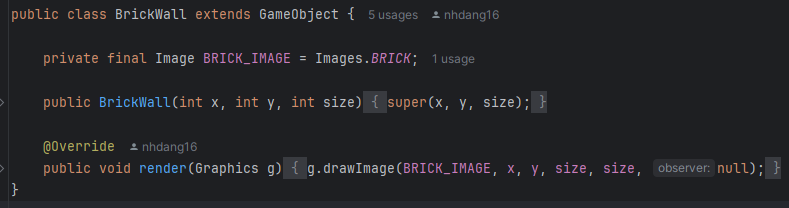 public class BrickWall extends GameObject { 5 usages nhdang16
private final Image BRICK_IMAGE = Images.BRICK; 1 usage
public BrickWall(int x, int y, int size) { super(x, y, size); }
@Override nhdang16
public void render(Graphics g) { g.drawImage(BRICK_IMAGE, x, y, size, size, observer: null); }
}